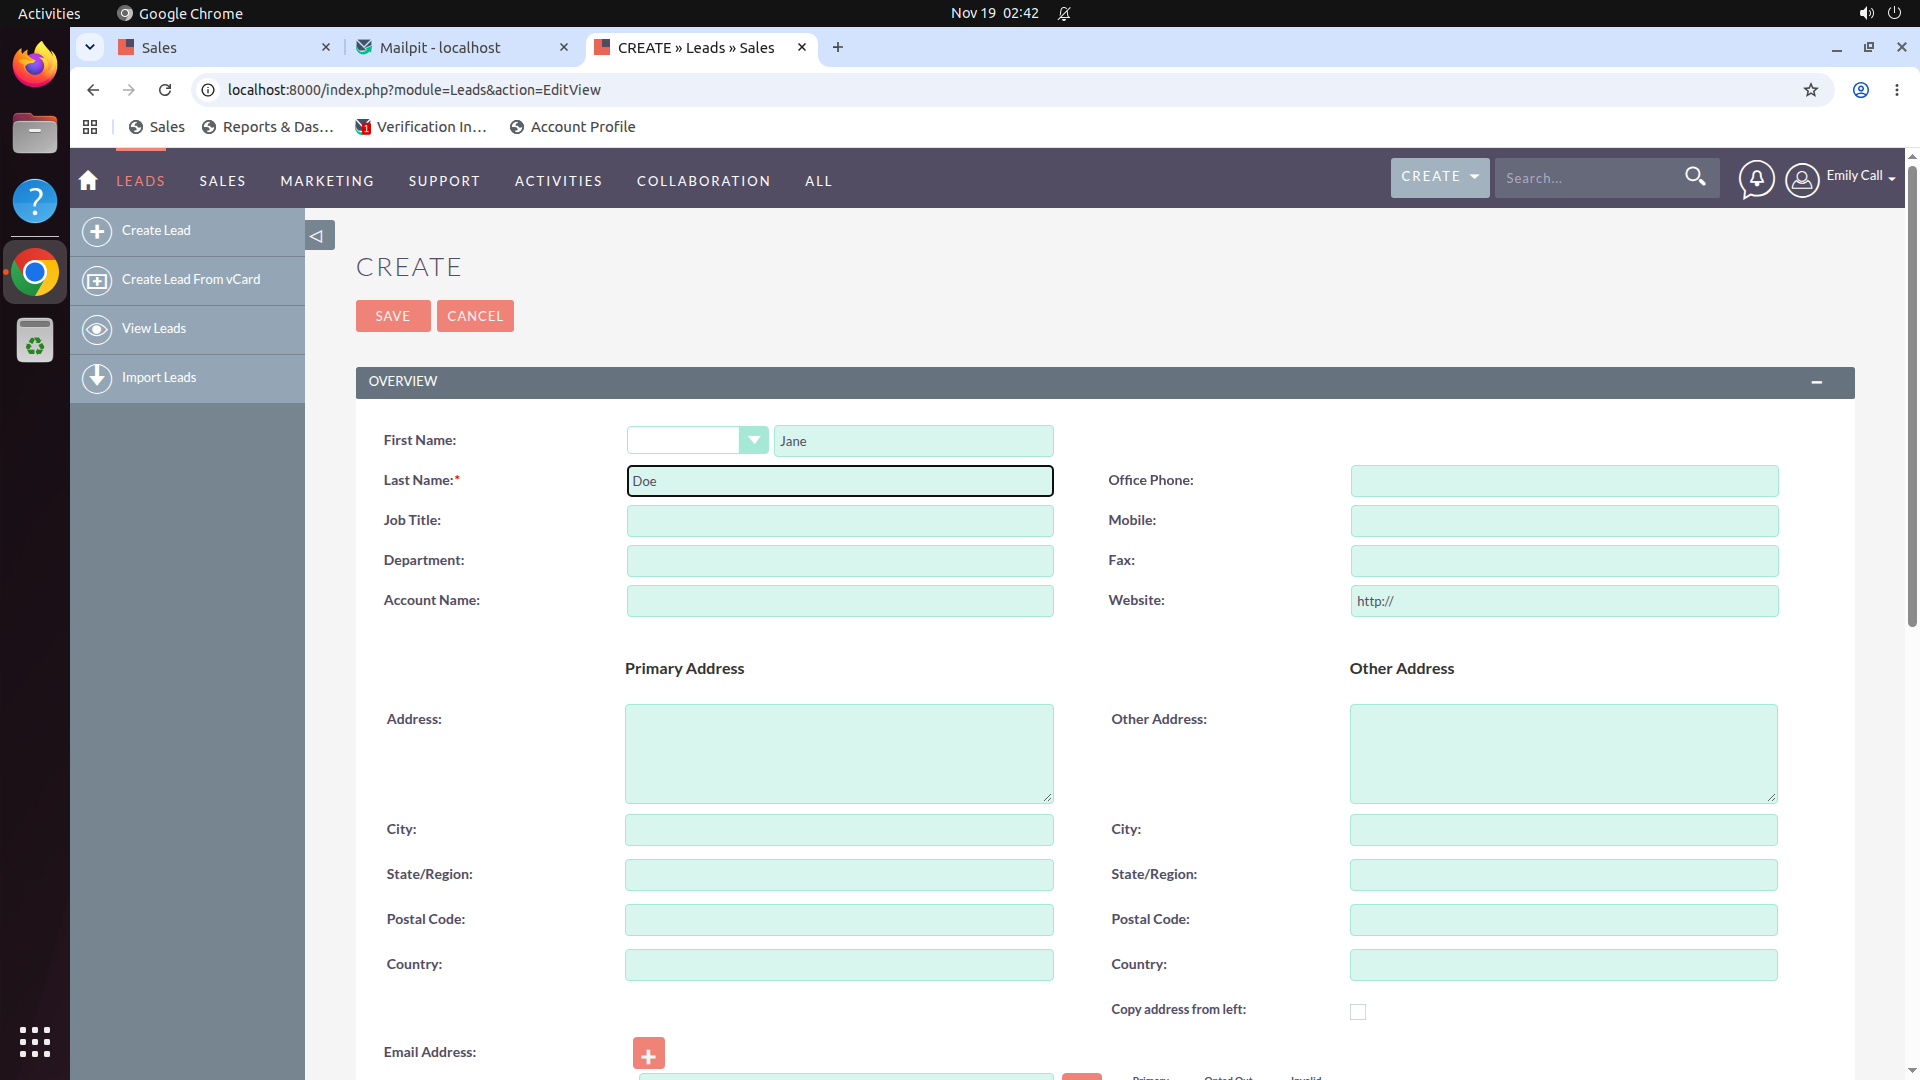 Activities
Google Chrome
Nov 19 02:42
Sales
Mailpit - localhost
CREATE » Leads » Sales
localhost:8000/index.php?module=Leads&action=EditView
Sales
Reports & Das...
Verification In...
Account Profile
LEADS
SALES
MARKETING
SUPPORT
ACTIVITIES
COLLABORATION
ALL
CREATE
Search...
Emily Call
Create Lead
Create Lead From vCard
View Leads
Import Leads
CREATE
SAVE
CANCEL
OVERVIEW
First Name:
Jane
Last Name:*
Doe
Office Phone:
Job Title:
Mobile:
Department:
Fax:
Account Name:
Website:
http://
Primary Address
Other Address
Address:
Other Address:
City:
City:
State/Region:
State/Region:
Postal Code:
Postal Code:
Country:
Country:
Copy address from left:
Email Address:
Primary
Opted Out
Invalid